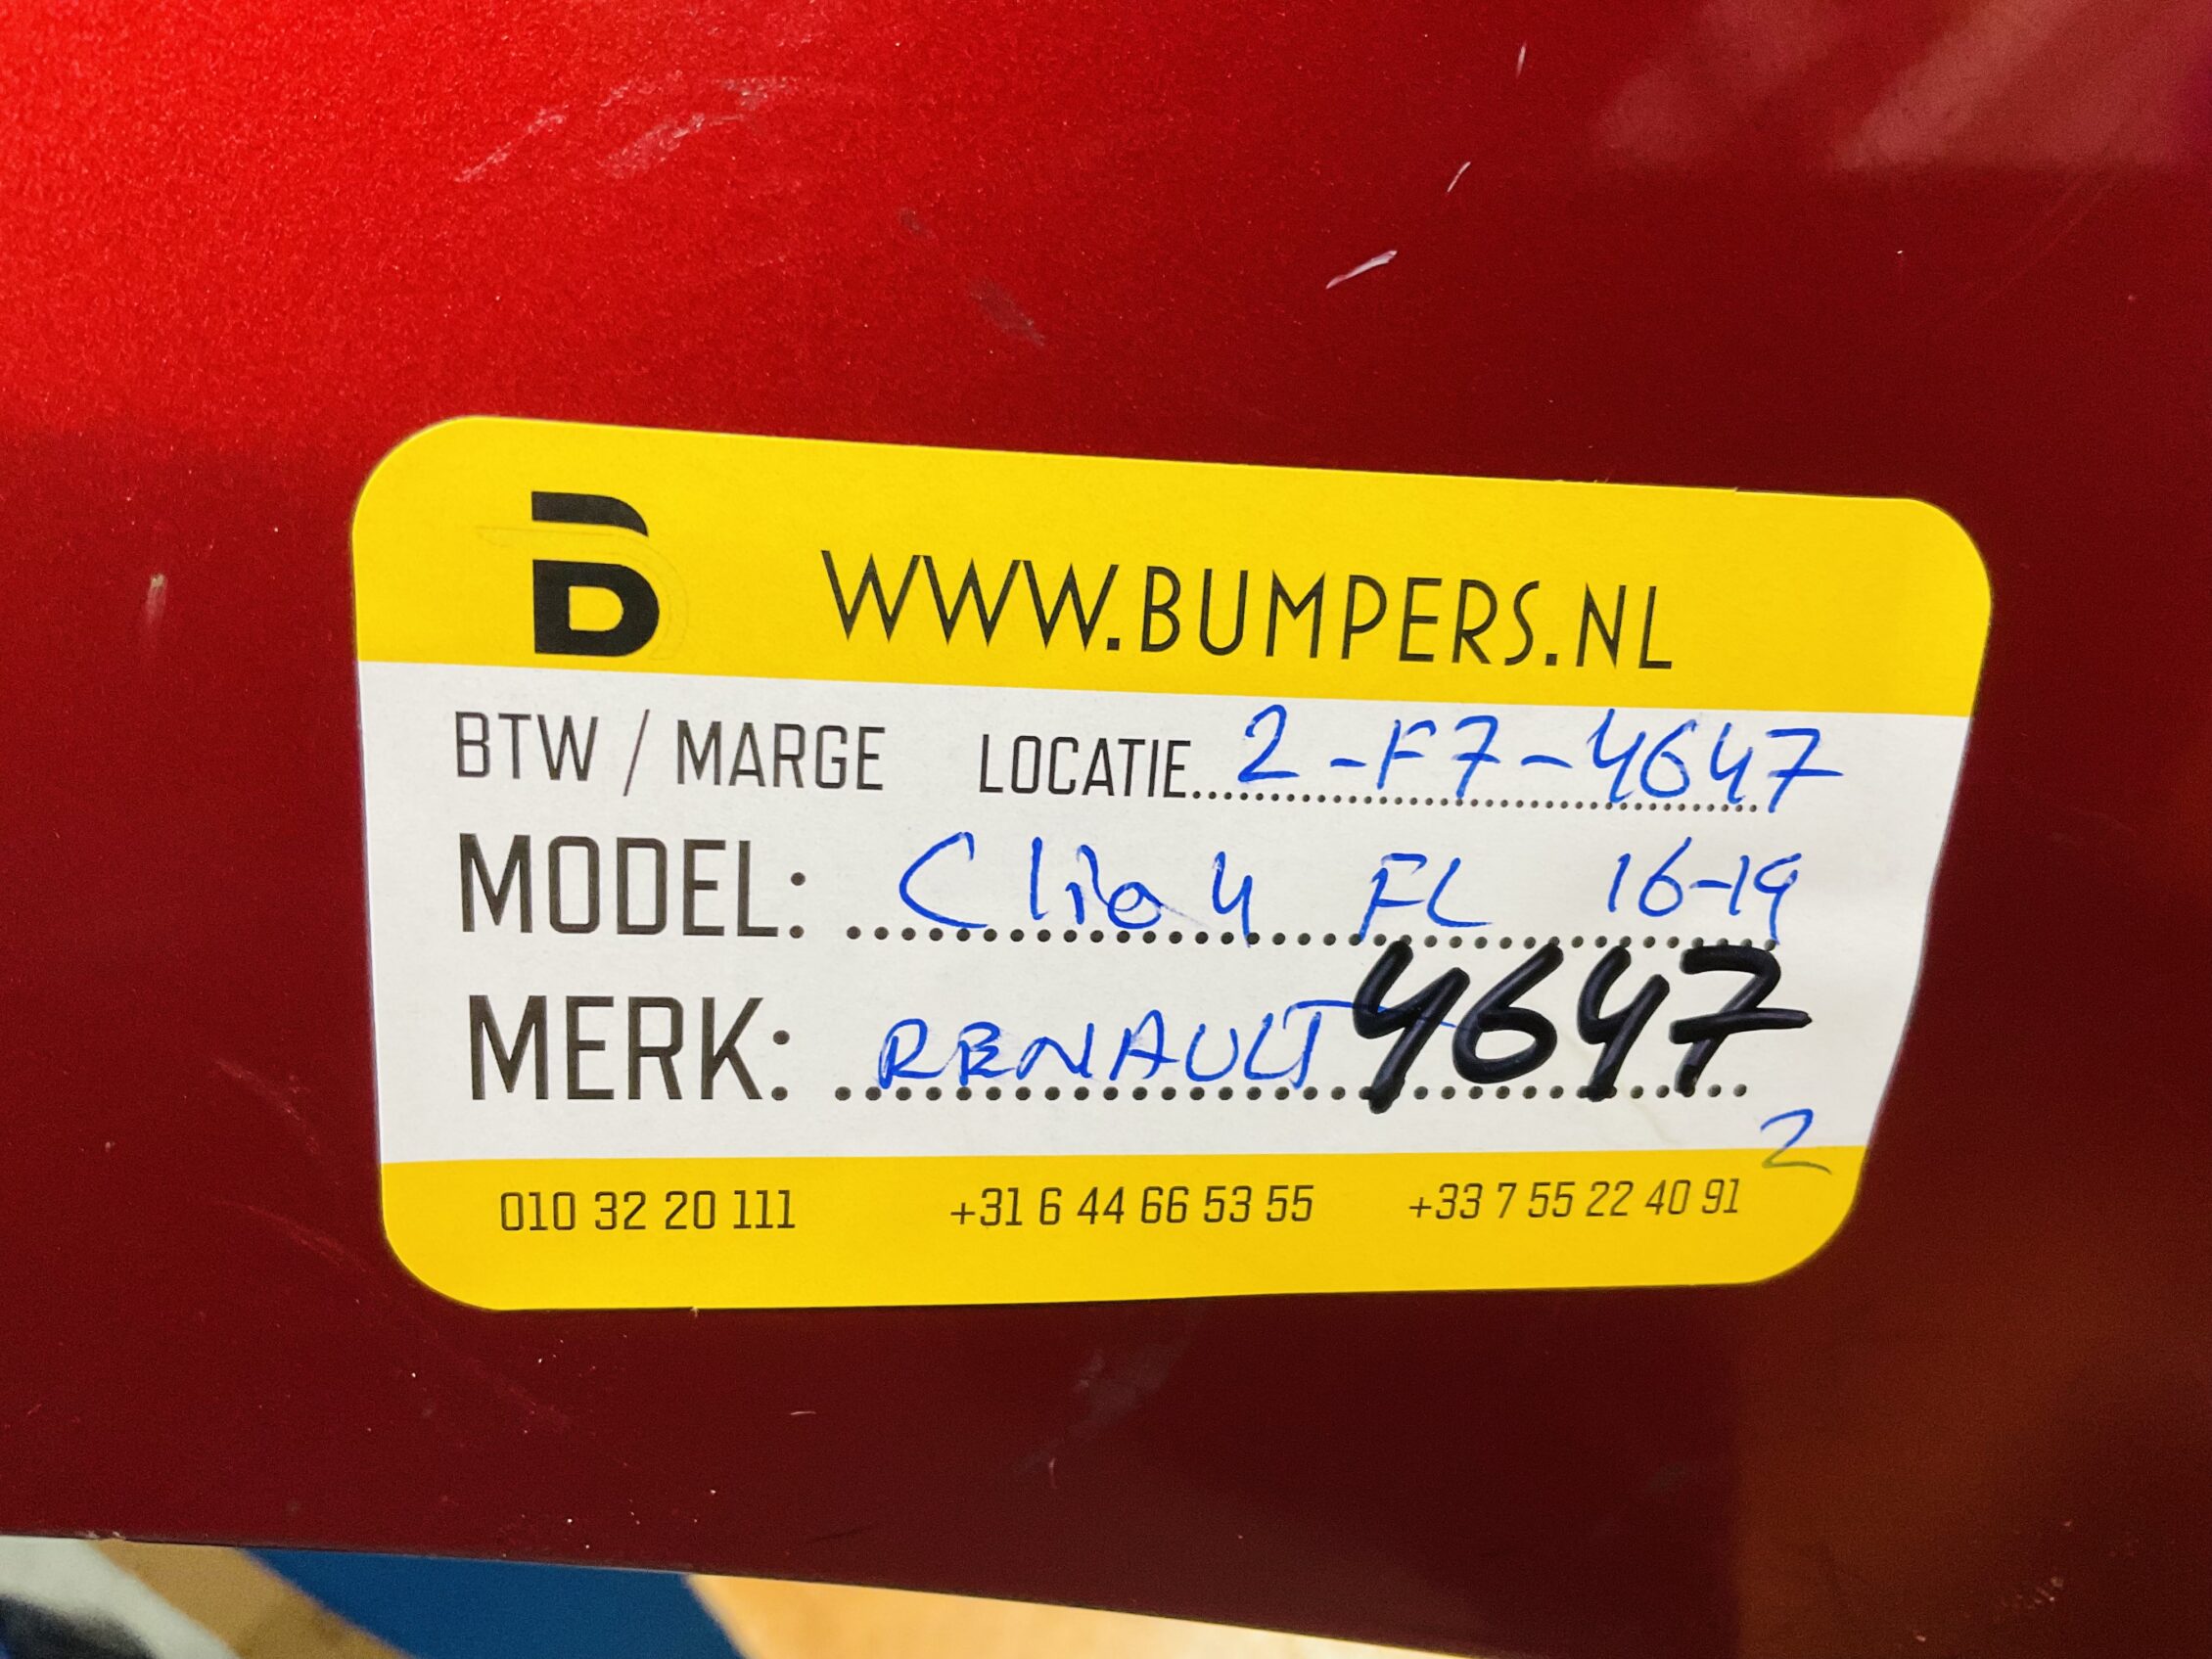 B WWW.BUMPERS.NL
BTW / MARGE LOCATIE 2-F7-4647
MODEL: Clio 4 FL 16-19
MERK: RENAULT 4647
2
010 32 20 111 +31 6 44 66 53 55 +33 7 55 22 40 91